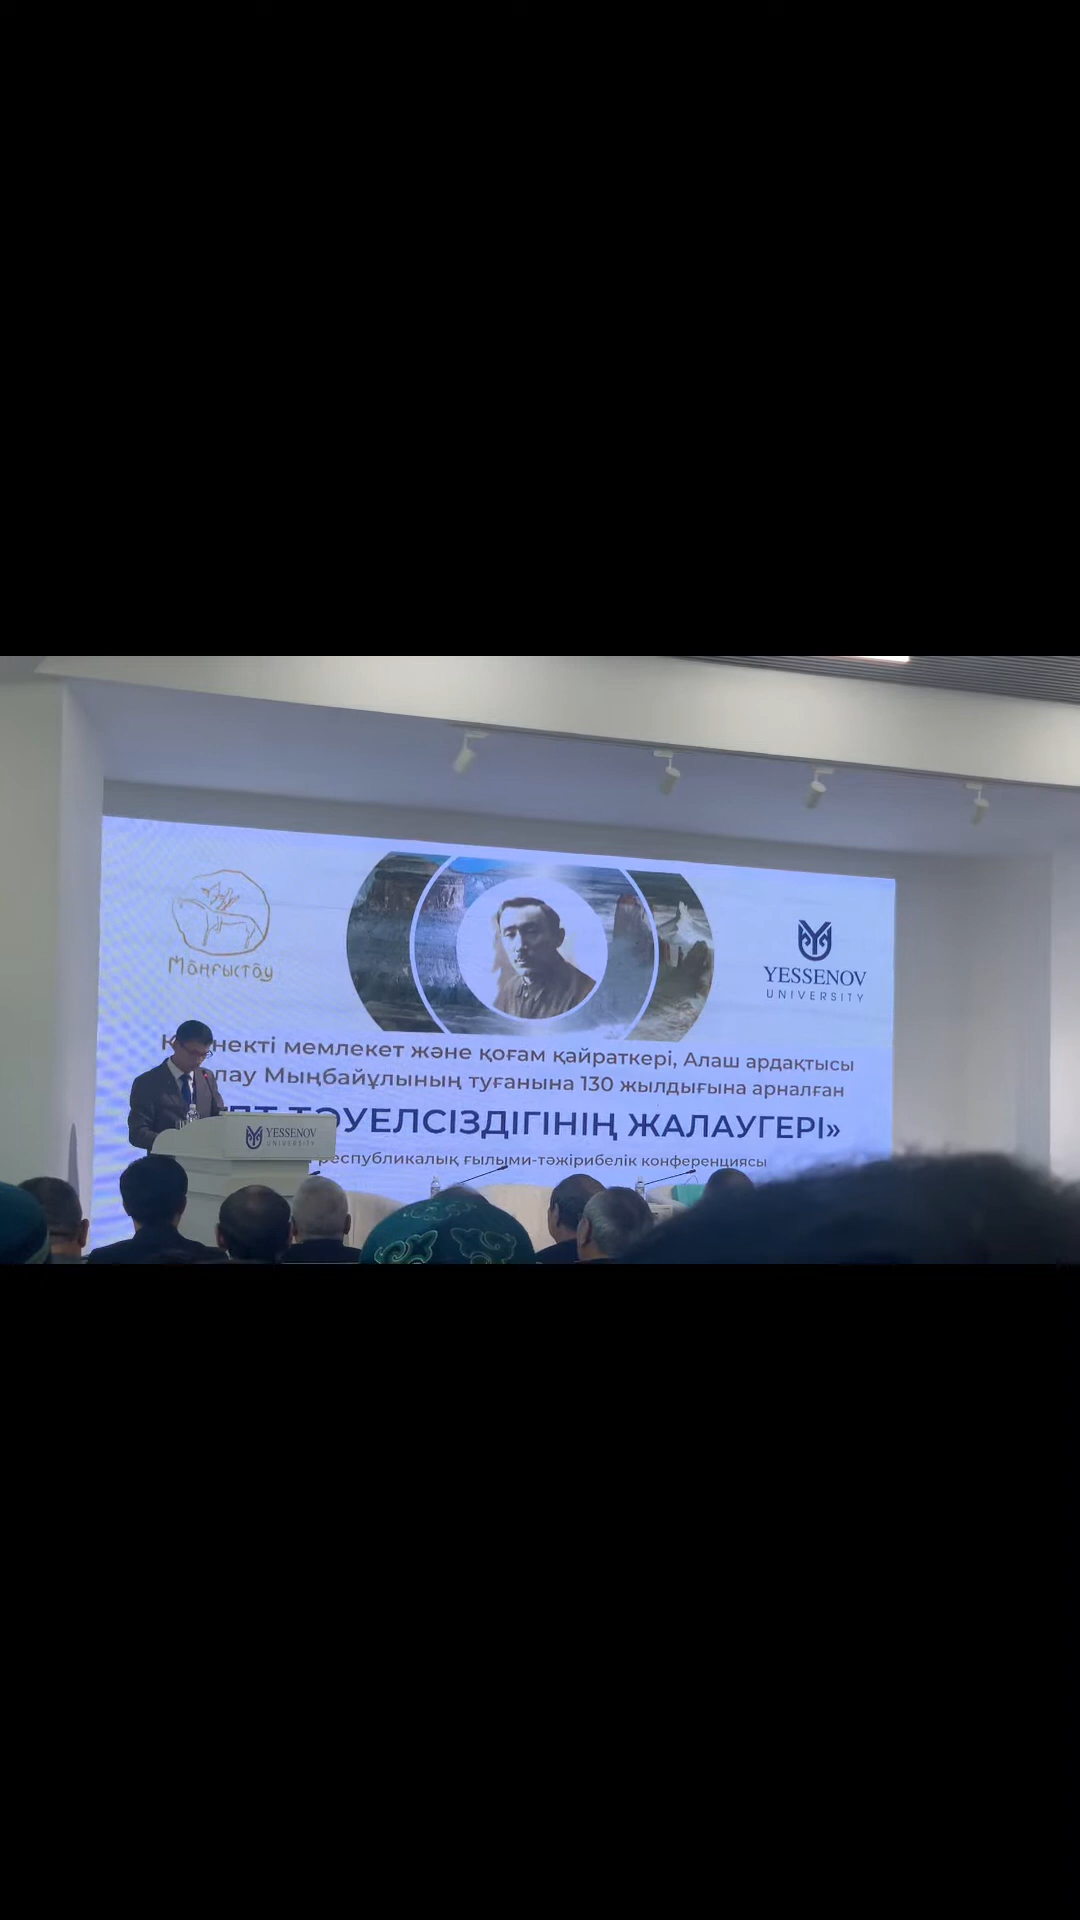 Маңғыстау
YESSENOV
UNIVERSITY
мемлекет және қоғам қайраткері, Алаш ардақтысы
Мыңбайұлының туғанына 130 жылдығына арналған
ТӘУЕЛСІЗДІГІНІҢ ЖАЛАУГЕРІ»
республикалық ғылыми-тәжірибелік конференциясы
YESSENOV
UNIVERSITY